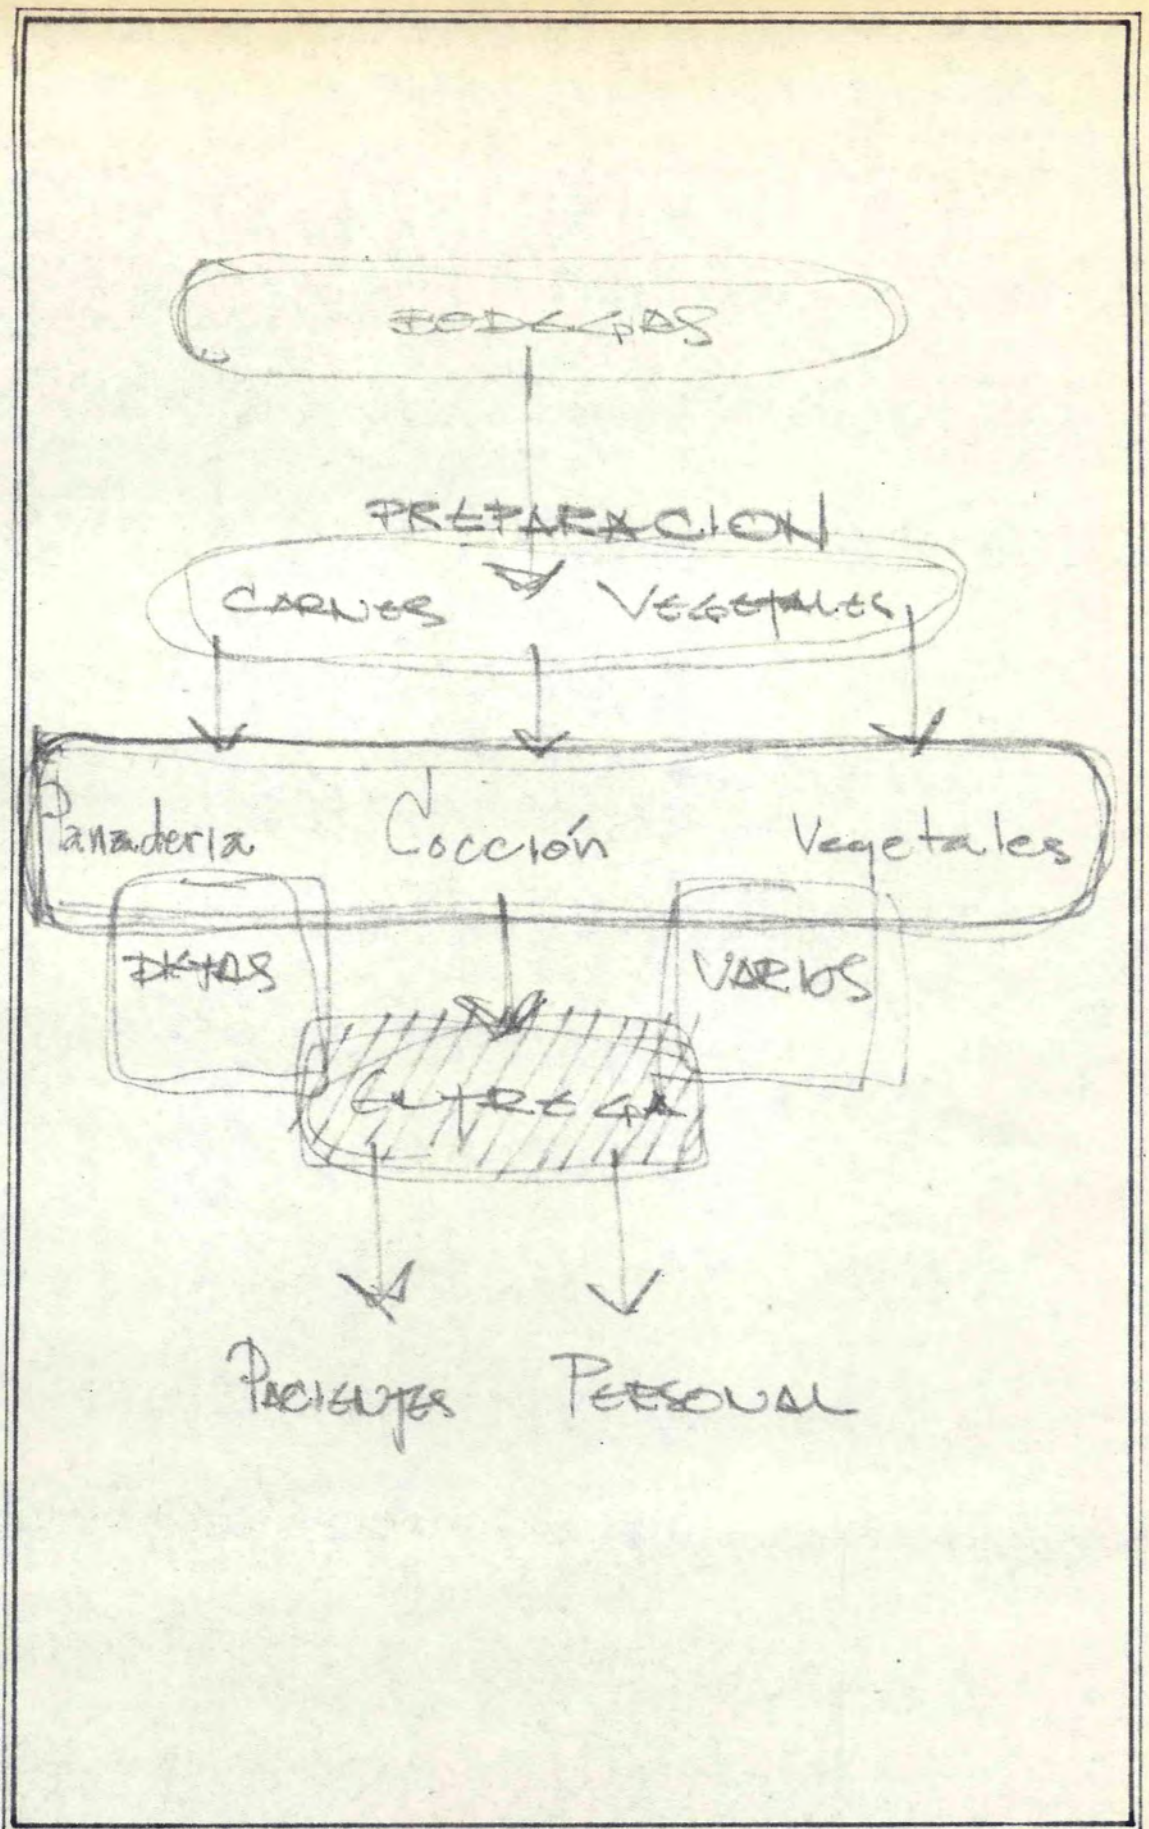 BODEGAS
PREPARACION
CARNES VEGETALES
Panaderia Cocción Vegetales
DIETAS VARIOS
ENTREGA
PACIENTES PERSONAL